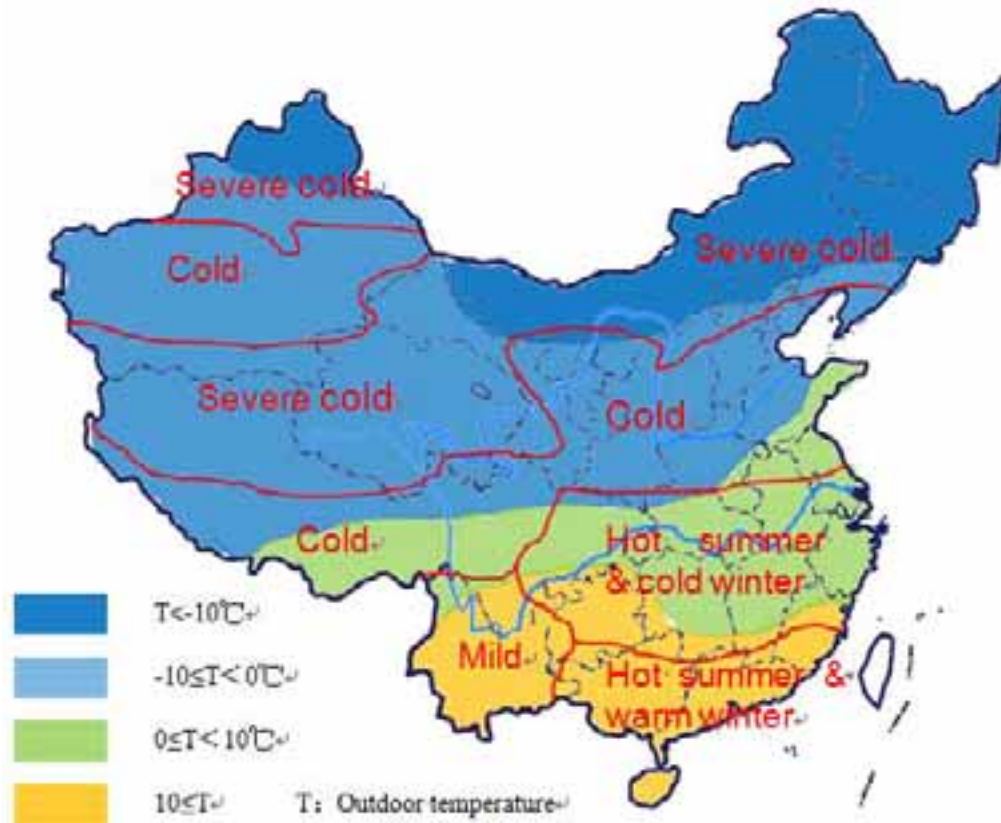 Severe cold
Severe cold
Cold
Severe cold
Cold
Cold
Hot summer
& cold winter
Mild
Hot summer &
warm winter
T<-10℃
-10≤T<0℃
0≤T<10℃
10≤T T: Outdoor temperature